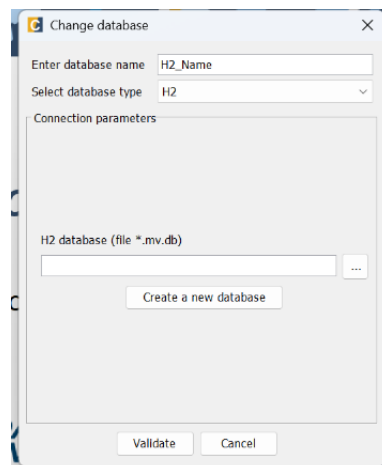 Change database
Enter database name H2_Name
Select database type H2
Connection parameters
H2 database (file *.mv.db)
...
Create a new database
Validate Cancel